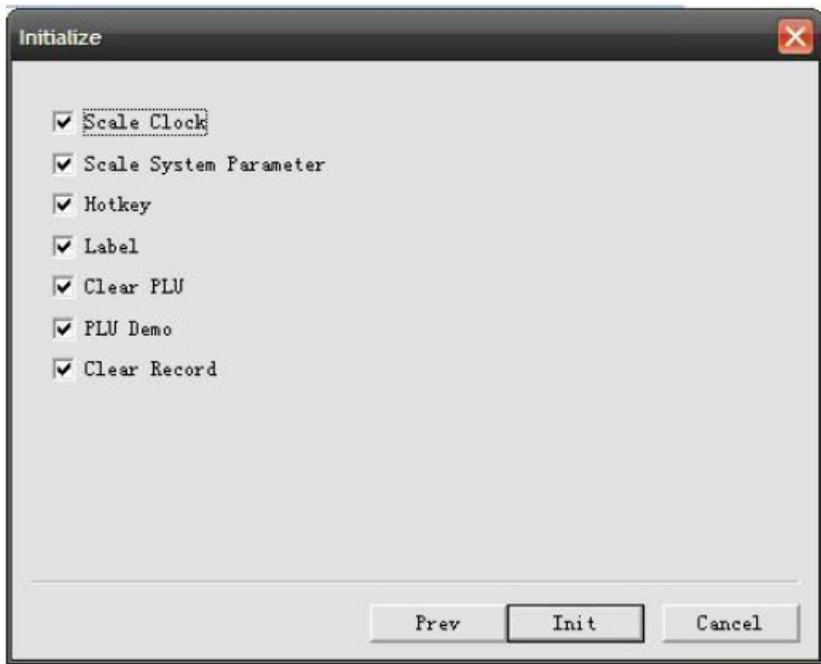 Initialize
Scale Clock
Scale System Parameter
Hotkey
Label
Clear PLU
PLU Demo
Clear Record
Prev Init Cancel